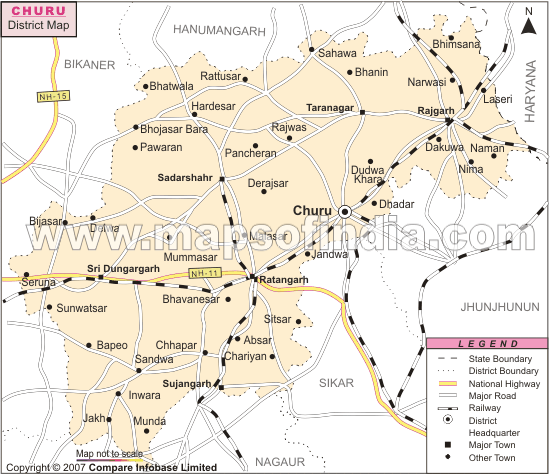 CHURU
District Map
N
HANUMANGARH
BIKANER
HARYANA
NH-15
Bhimsana
Sahawa
Bhanin
Rattusar
Narwasi
Bhatwala
Laseri
Hardesar
Taranagar
Rajgarh
Bhojasar Bara
Rajwas
Pawaran
Pancheran
Dakuwa
Naman
Dudwa
Khara
Nima
Sadarshahr
Derajsar
Churu
Dhadar
Bijasar
Delwa
Malasar
www.mapsofindia.com
Mummasar
Jandwa
Sri Dungargarh
NH-11
Seruna
Ratangarh
Bhavanesar
JHUNJHUNUN
Sunwatsar
Sitsar
Bapeo
Chhapar
Absar
Sandwa
Chariyan
Sujangarh
SIKAR
Inwara
Jakh
Munda
NAGAUR
LEGEND
State Boundary
District Boundary
National Highway
Major Road
Railway
District
Headquarter
Major Town
Other Town
Map not to scale
Copyright © 2007 Compare Infobase Limited